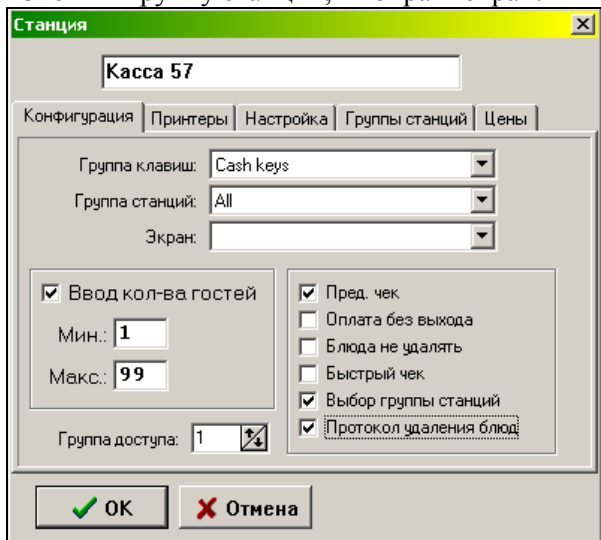 Станция
Касса 57
Конфигурация Принтеры Настройка Группы станций Цены
Группа клавиш: Cash keys
Группа станций: All
Экран:
Ввод кол-ва гостей
Мин.: 1
Макс.: 99
Группа доступа: 1
Пред. чек
Оплата без выхода
Блюда не удалять
Быстрый чек
Выбор группы станций
Протокол удаления блюд
OK Отмена